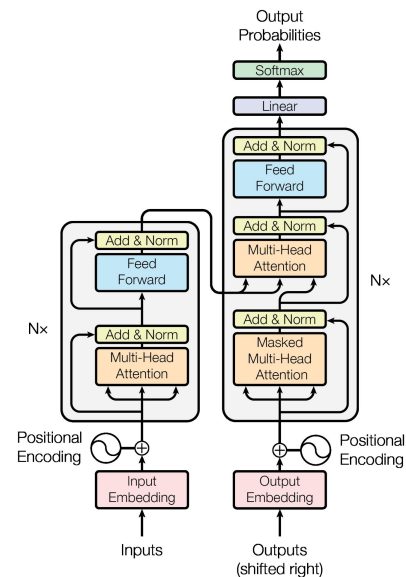 Output
Probabilities
Softmax
Linear
Add & Norm
Feed
Forward
Add & Norm
Multi-Head
Attention
Add & Norm
Masked
Multi-Head
Attention
Nx
Add & Norm
Feed
Forward
Add & Norm
Multi-Head
Attention
Nx
Positional
Encoding
Positional
Encoding
Input
Embedding
Output
Embedding
Inputs
Outputs
(shifted right)